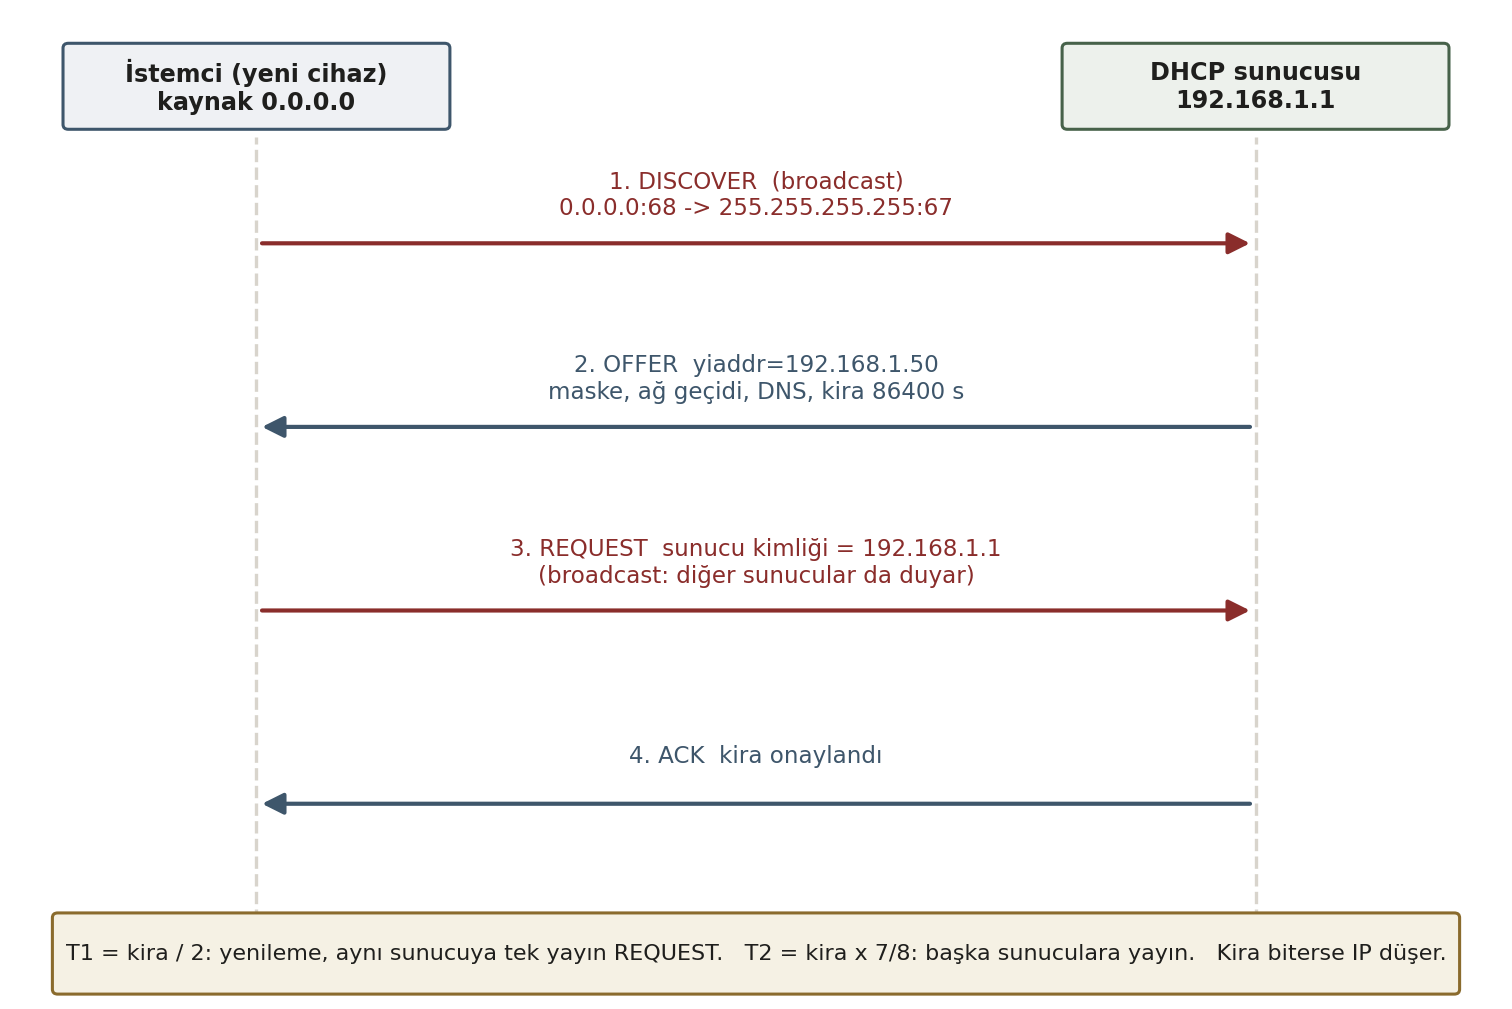 İstemci (yeni cihaz)
kaynak 0.0.0.0
DHCP sunucusu
192.168.1.1
1. DISCOVER  (broadcast)
0.0.0.0:68 -> 255.255.255.255:67
2. OFFER  yiaddr=192.168.1.50
maske, ağ geçidi, DNS, kira 86400 s
3. REQUEST  sunucu kimliği = 192.168.1.1
(broadcast: diğer sunucular da duyar)
4. ACK  kira onaylandı
T1 = kira / 2: yenileme, aynı sunucuya tek yayın REQUEST.   T2 = kira x 7/8: başka sunuculara yayın.   Kira biterse IP düşer.